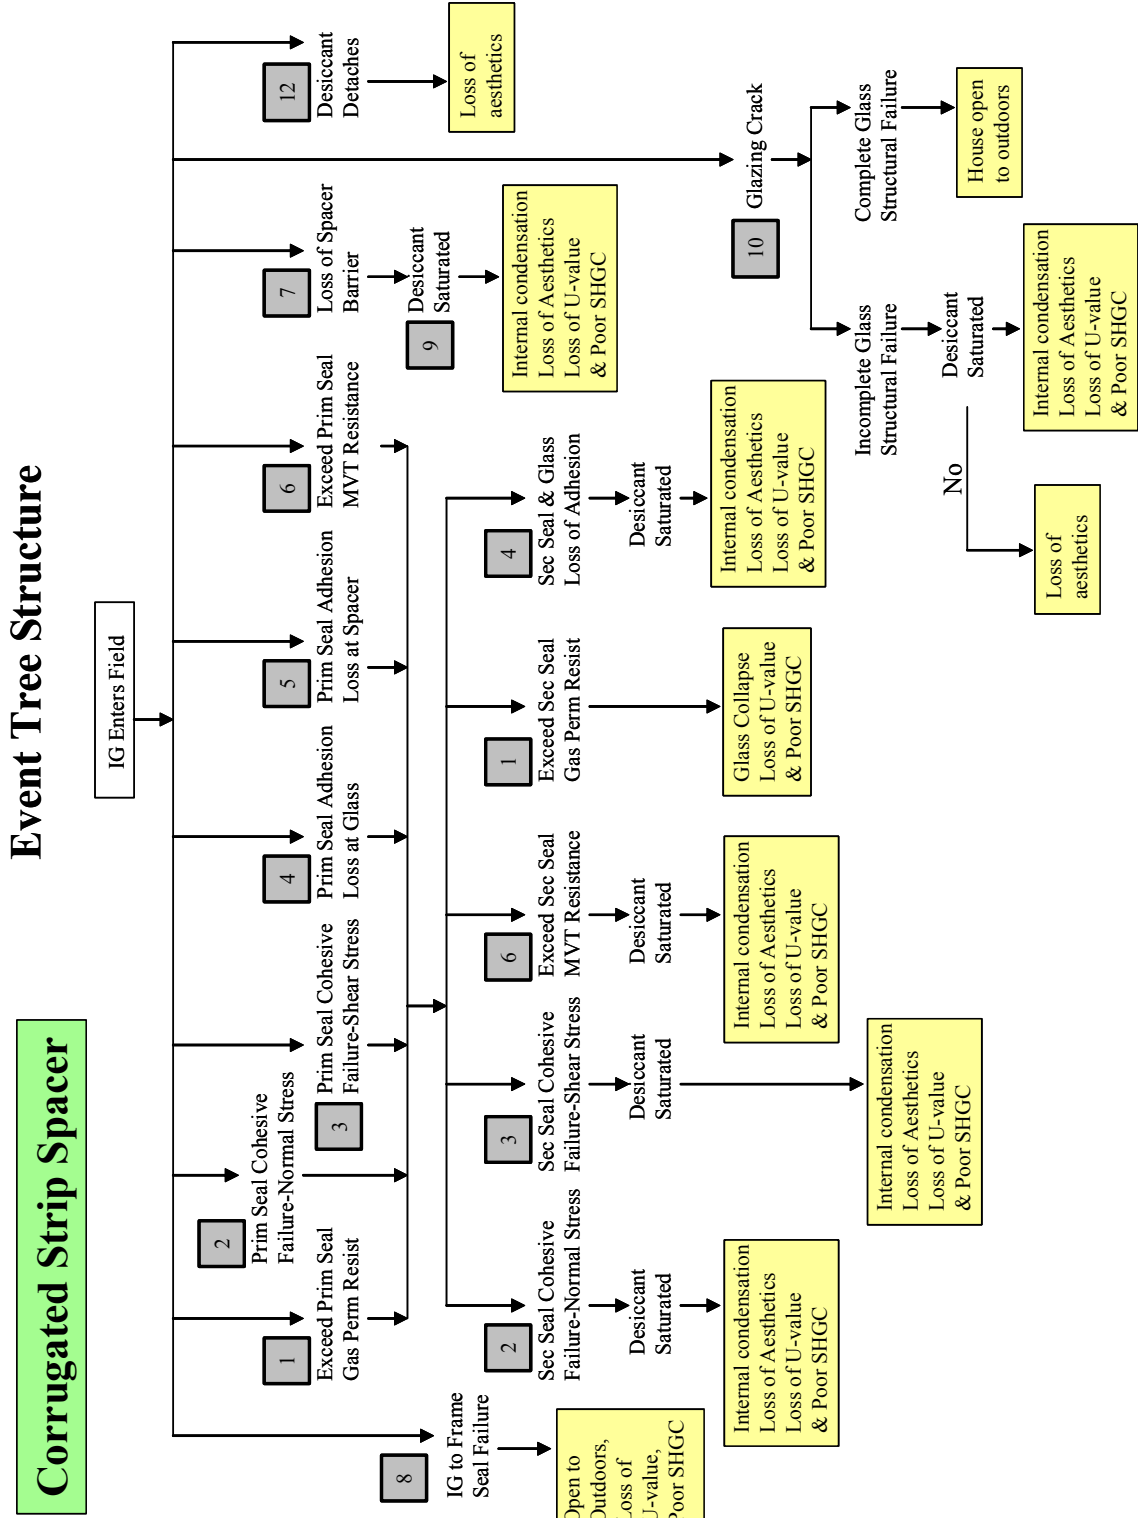 Event Tree Structure
Corrugated Strip Spacer
IG Enters Field
8
IG to Frame
Seal Failure
Open to
Outdoors,
Loss of
U-value,
Poor SHGC
1
Exceed Prim Seal
Gas Perm Resist
2
Prim Seal Cohesive
Failure-Normal Stress
3
Prim Seal Cohesive
Failure-Shear Stress
4
Prim Seal Adhesion
Loss at Glass
5
Prim Seal Adhesion
Loss at Spacer
6
Exceed Prim Seal
MVT Resistance
7
Loss of Spacer
Barrier
9
Desiccant
Saturated
Internal condensation
Loss of Aesthetics
Loss of U-value
& Poor SHGC
12
Desiccant
Detaches
Loss of
aesthetics
2
Sec Seal Cohesive
Failure-Normal Stress
Desiccant
Saturated
Internal condensation
Loss of Aesthetics
Loss of U-value
& Poor SHGC
3
Sec Seal Cohesive
Failure-Shear Stress
Desiccant
Saturated
Internal condensation
Loss of Aesthetics
Loss of U-value
& Poor SHGC
6
Exceed Sec Seal
MVT Resistance
Desiccant
Saturated
Internal condensation
Loss of Aesthetics
Loss of U-value
& Poor SHGC
1
Exceed Sec Seal
Gas Perm Resist
Glass Collapse
Loss of U-value
& Poor SHGC
4
Sec Seal & Glass
Loss of Adhesion
Desiccant
Saturated
Internal condensation
Loss of Aesthetics
Loss of U-value
& Poor SHGC
10
Glazing Crack
Incomplete Glass
Structural Failure
Desiccant
Saturated
No
Loss of
aesthetics
Internal condensation
Loss of Aesthetics
Loss of U-value
& Poor SHGC
Complete Glass
Structural Failure
House open
to outdoors